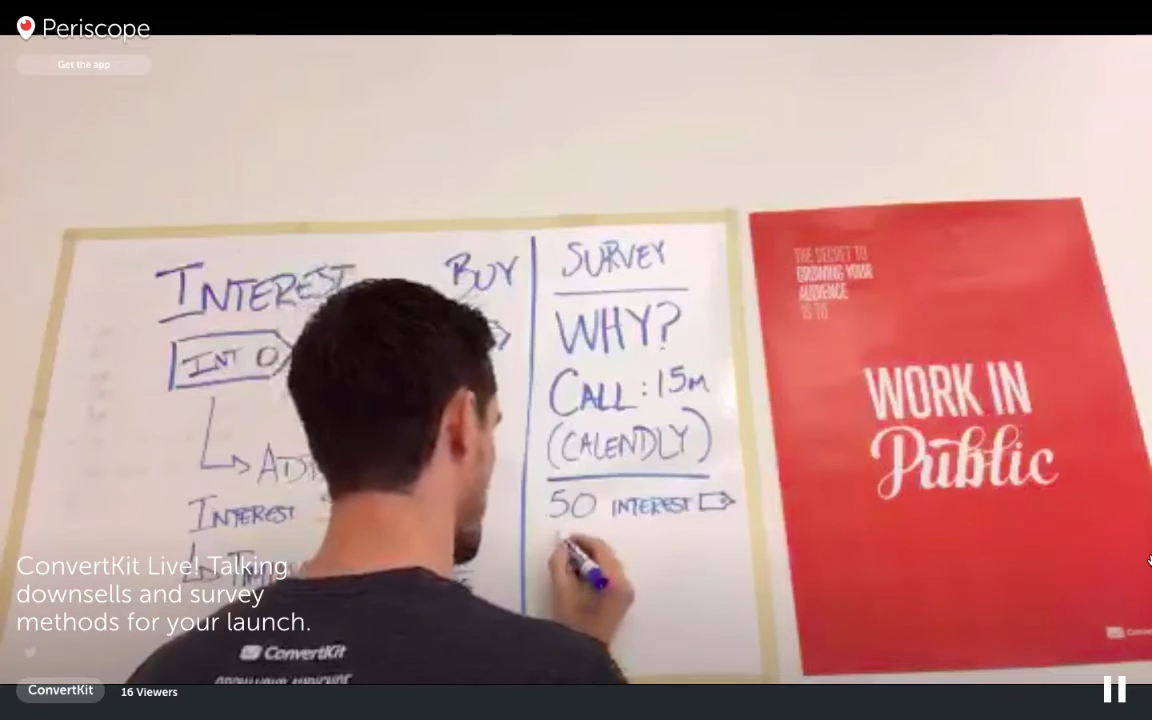 Periscope
Get the app
INTEREST
BUY
INT
SURVEY
WHY?
CALL: 15M
(CALENDLY)
50 INTEREST
INTEREST
THE SECRET TO
GROWING YOUR
AUDIENCE
IS TO
WORK IN
Public
ConvertKit Live! Talking
downsells and survey
methods for your launch.
ConvertKit
ConvertKit
16 Viewers